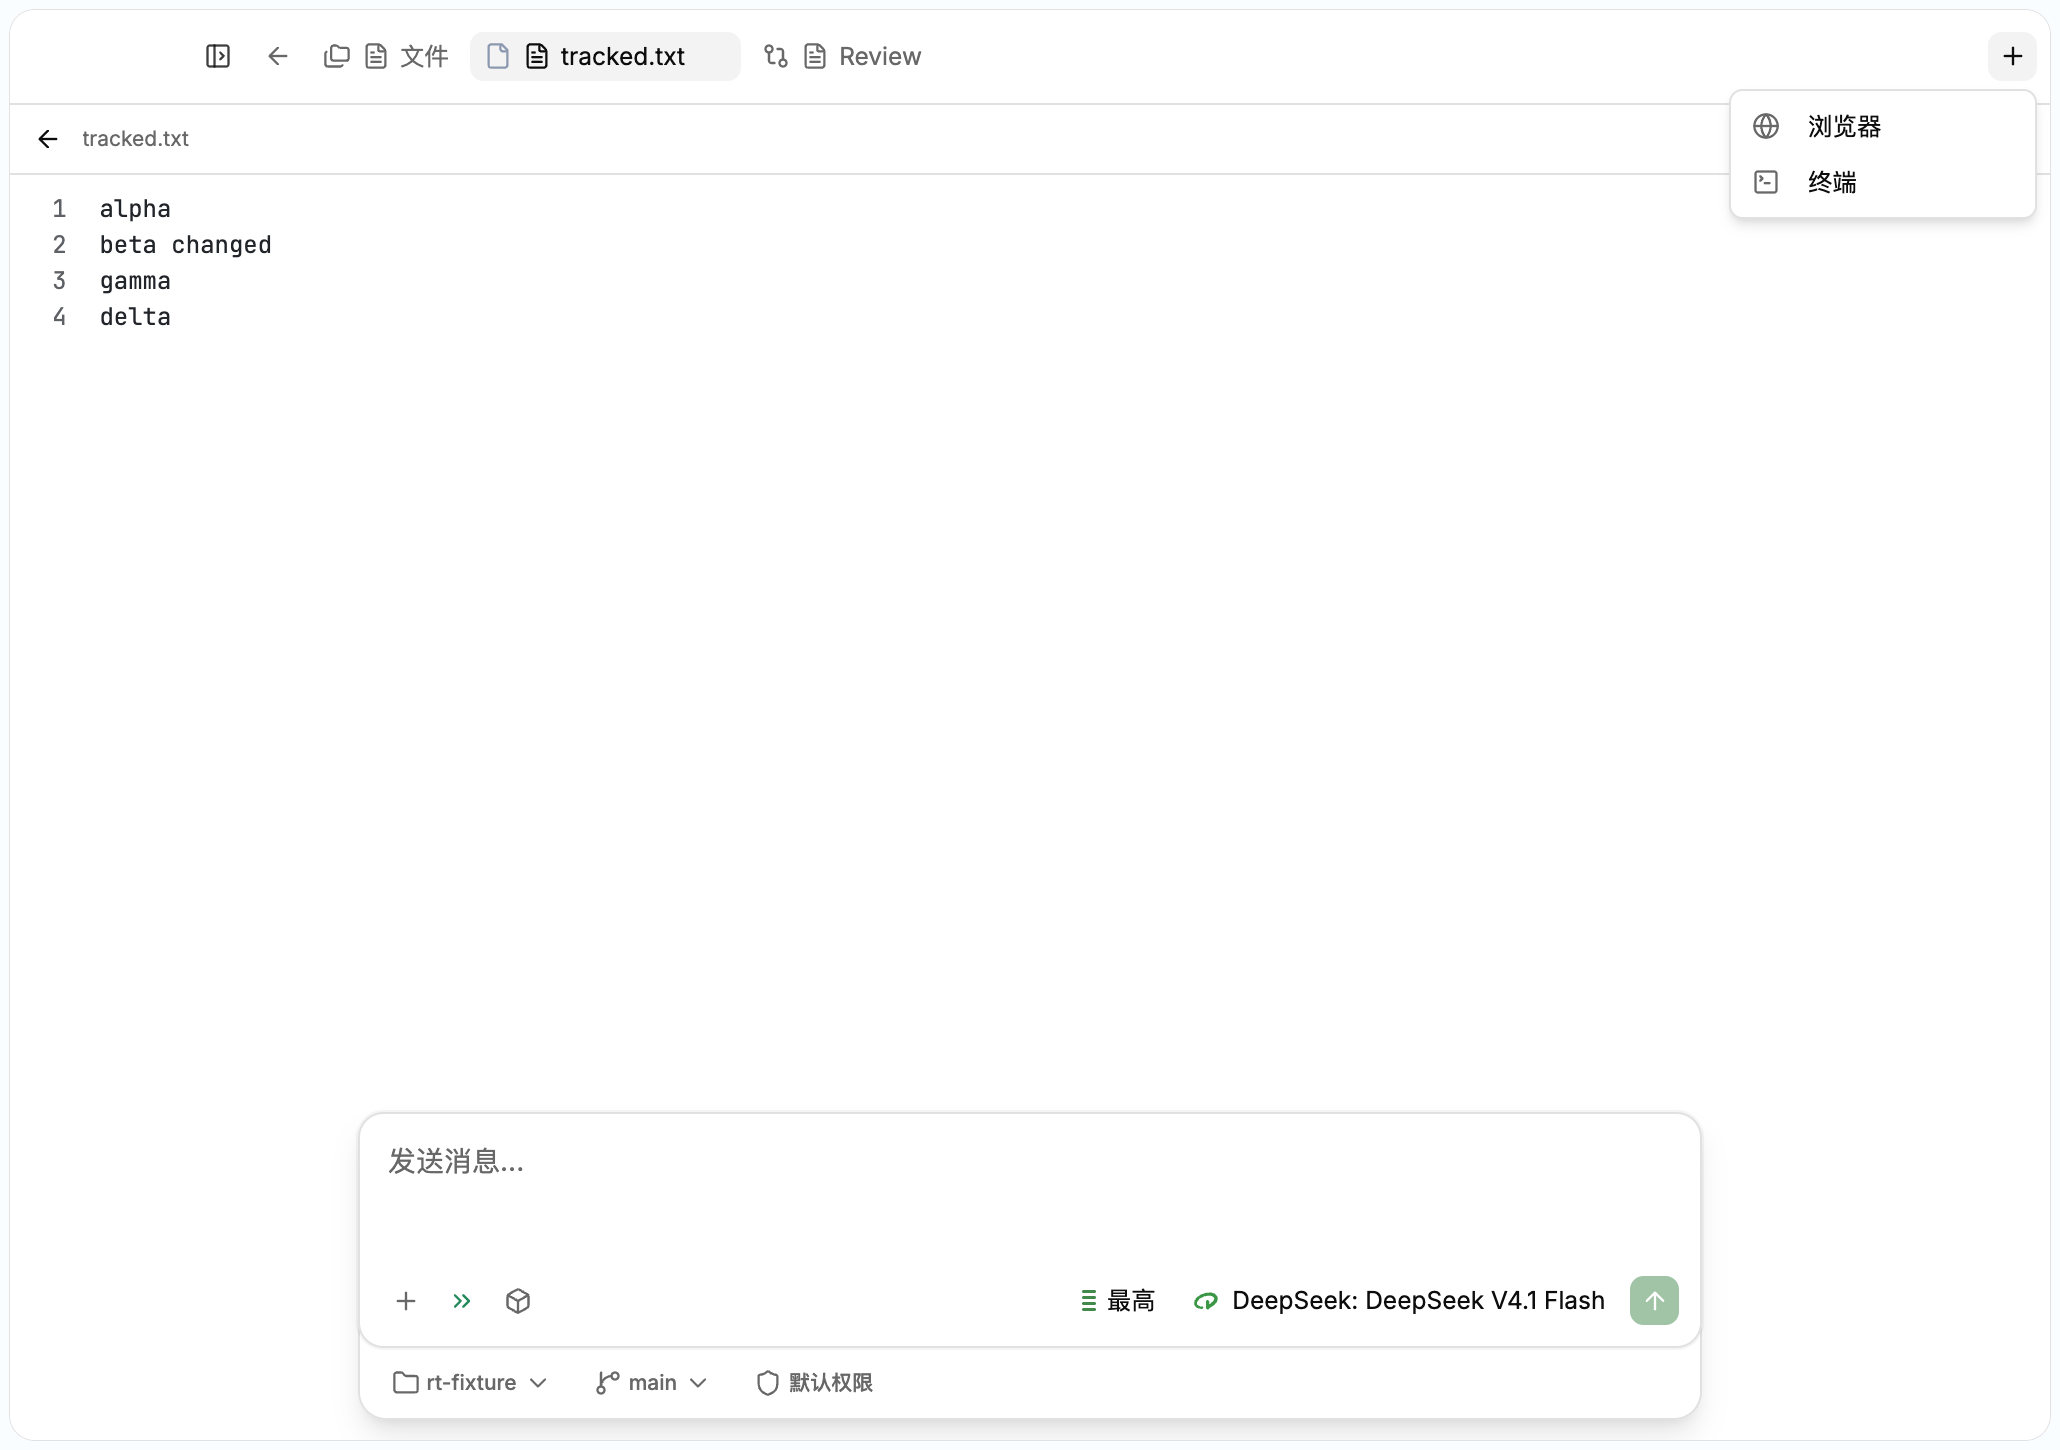 文件 tracked.txt Review
浏览器
终端
tracked.txt
1 alpha
2 beta changed
3 gamma
4 delta
发送消息...
最高 DeepSeek: DeepSeek V4.1 Flash
rt-fixture main 默认权限